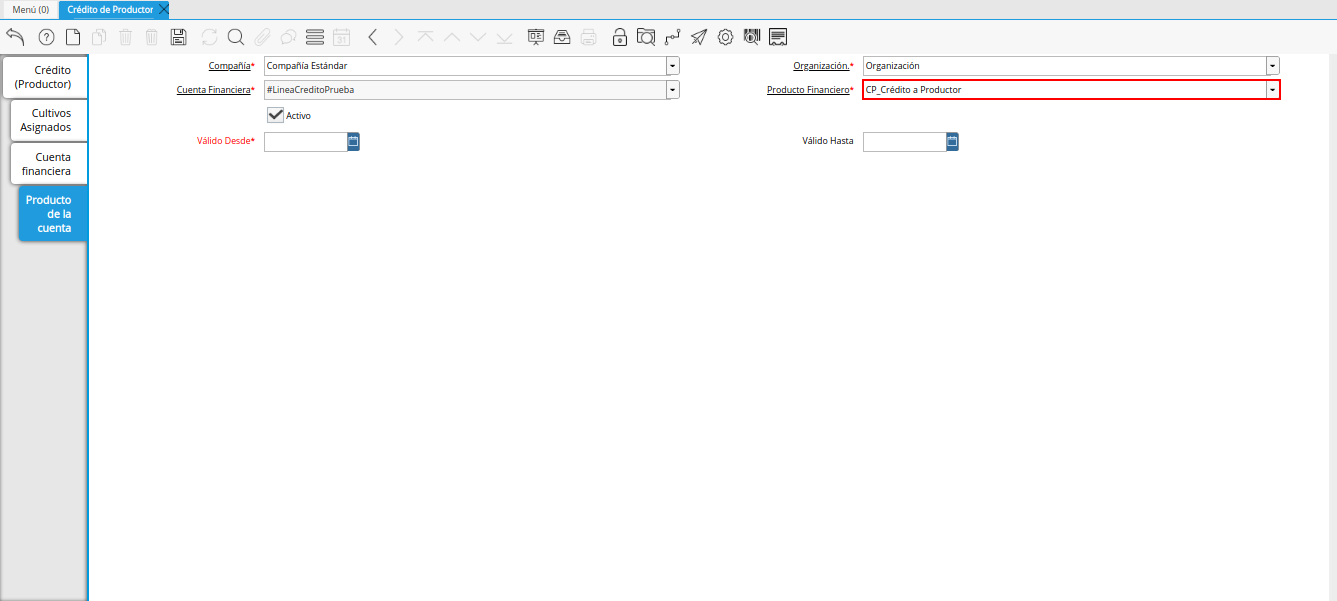 Menú (0)
Crédito de Productor
31
Crédito
(Productor)
Cultivos
Asignados
Cuenta
financiera
Producto
de la
cuenta
Compañía* Compañía Estándar
Organización.* Organización
Cuenta Financiera* #LineaCreditoPrueba
Producto Financiero* CP_Crédito a Productor
Activo
Válido Desde*
Válido Hasta